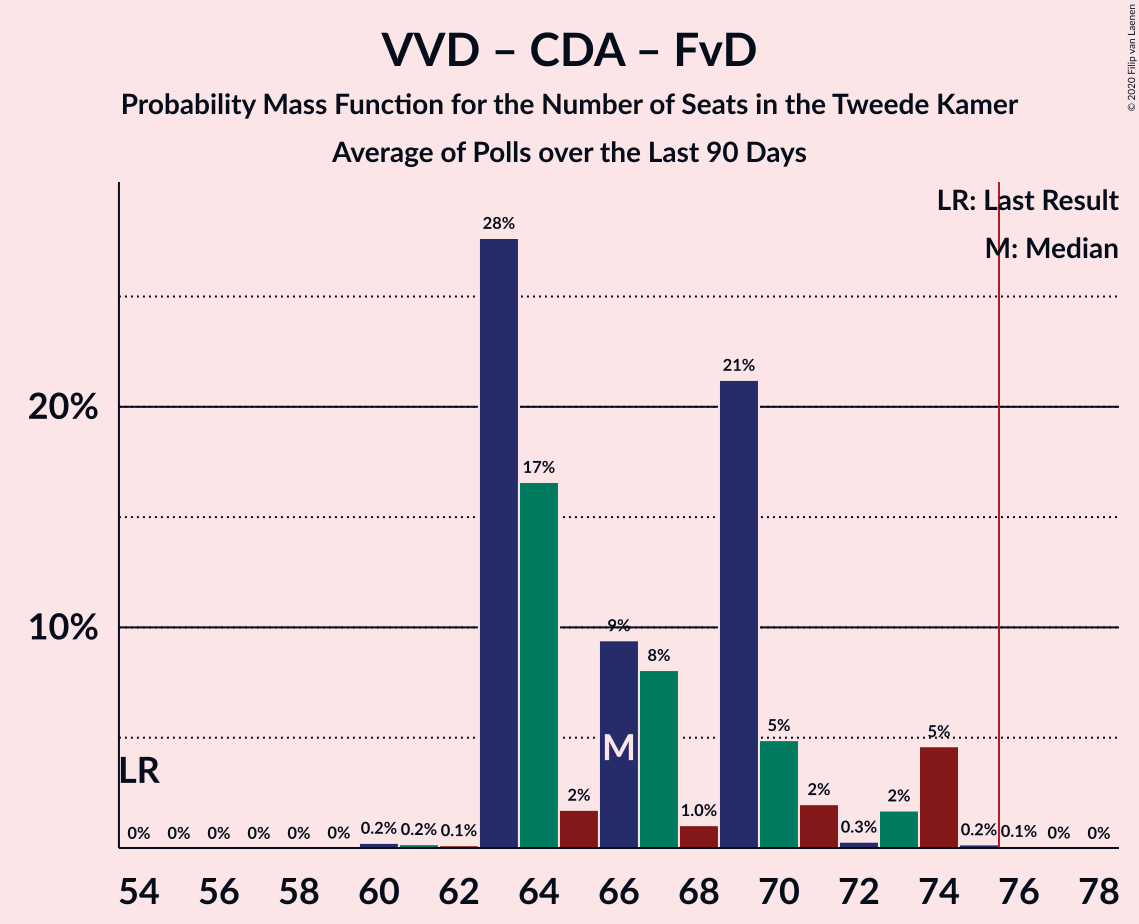 VVD – CDA – FvD
Probability Mass Function for the Number of Seats in the Tweede Kamer
Average of Polls over the Last 90 Days
© 2020 Filip van Laenen
LR: Last Result
M: Median
28%
21%
20%
17%
10%
9%
8%
5%
5%
M
LR
2%
2%
2%
1.0%
0% 0% 0% 0% 0% 0% 0.2% 0.2% 0.1% 0.3% 0.2% 0.1% 0% 0%
54 56 58 60 62 64 66 68 70 72 74 76 78